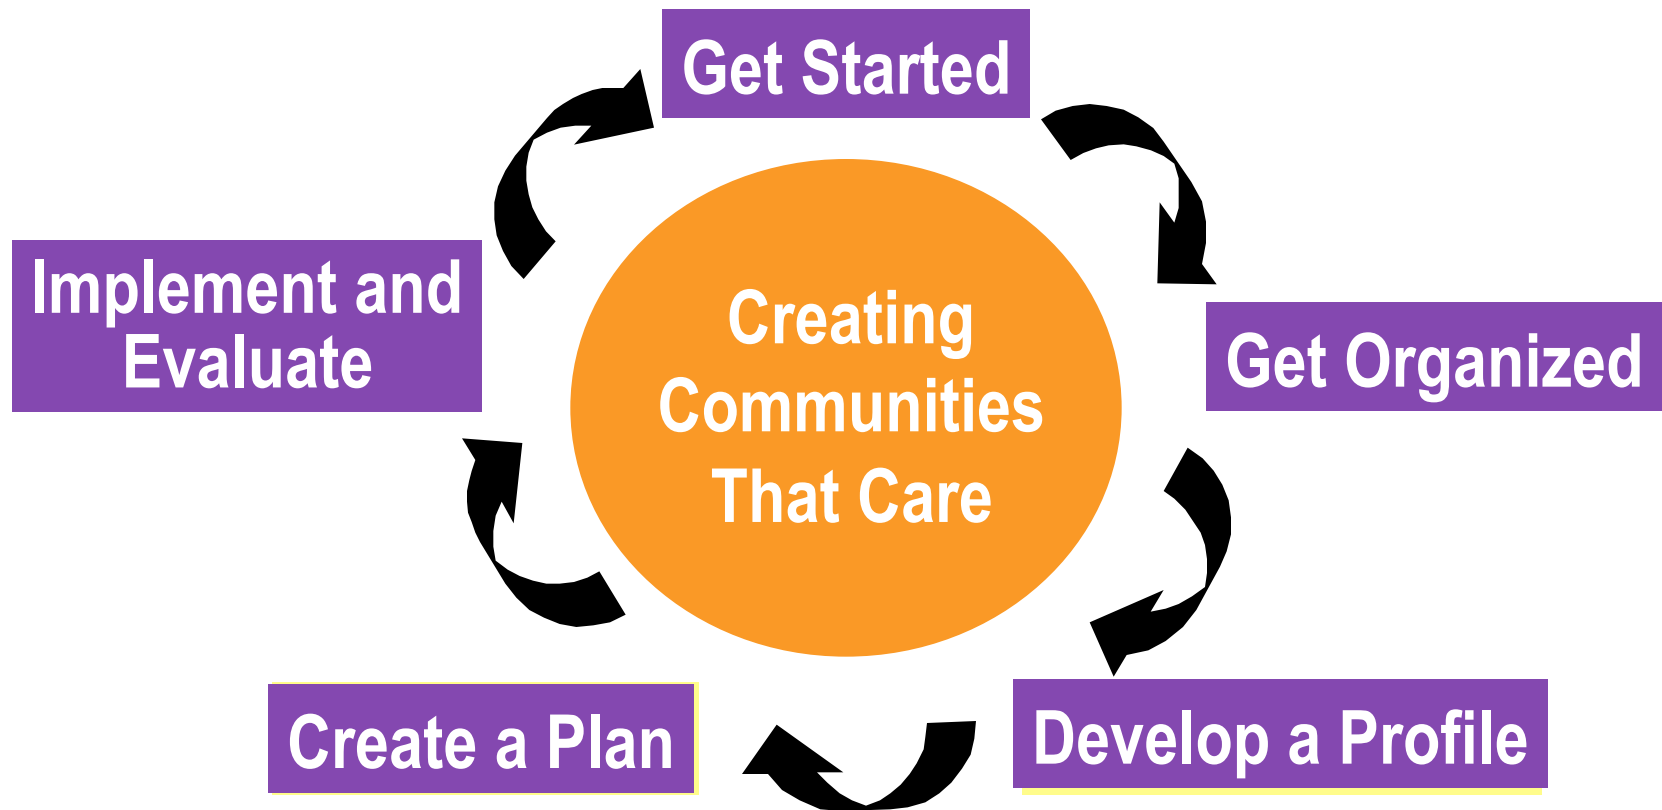 Get Started
Get Organized
Develop a Profile
Create a Plan
Implement and
Evaluate
Creating
Communities
That Care